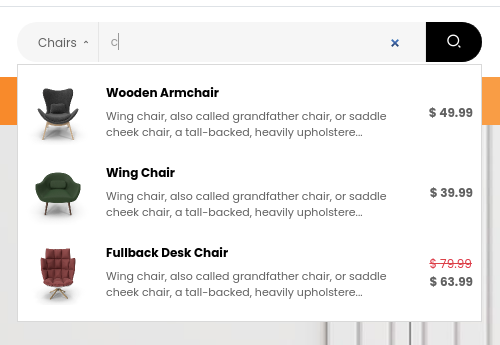 Chairs
c
Wooden Armchair
Wing chair, also called grandfather chair, or saddle
cheek chair, a tall-backed, heavily upholstere...
$ 49.99
Wing Chair
Wing chair, also called grandfather chair, or saddle
cheek chair, a tall-backed, heavily upholstere...
$ 39.99
Fullback Desk Chair
Wing chair, also called grandfather chair, or saddle
cheek chair, a tall-backed, heavily upholstere...
$ 79.99
$ 63.99